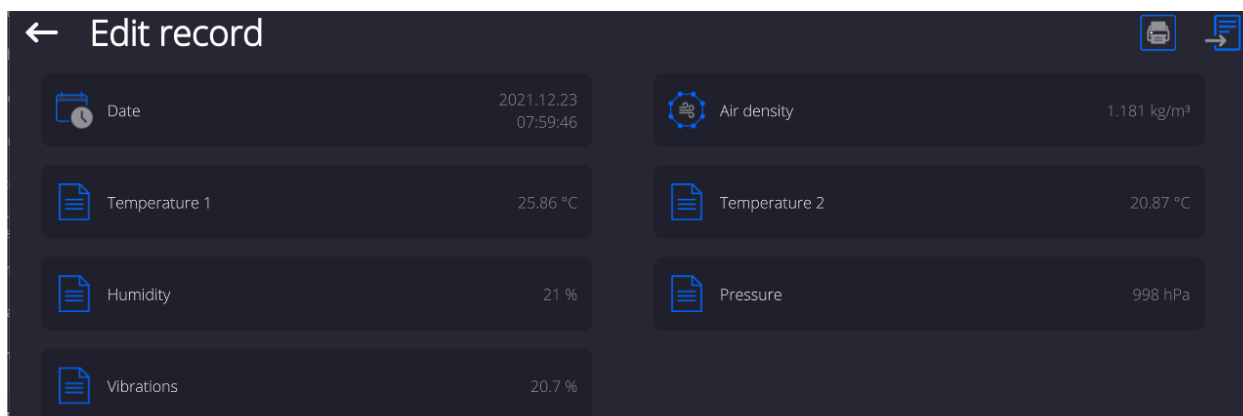 Edit record
Date
2021.12.23
07:59:46
Air density
1.181 kg/m³
Temperature 1
25.86 °C
Temperature 2
20.87 °C
Humidity
21 %
Pressure
998 hPa
Vibrations
20.7 %